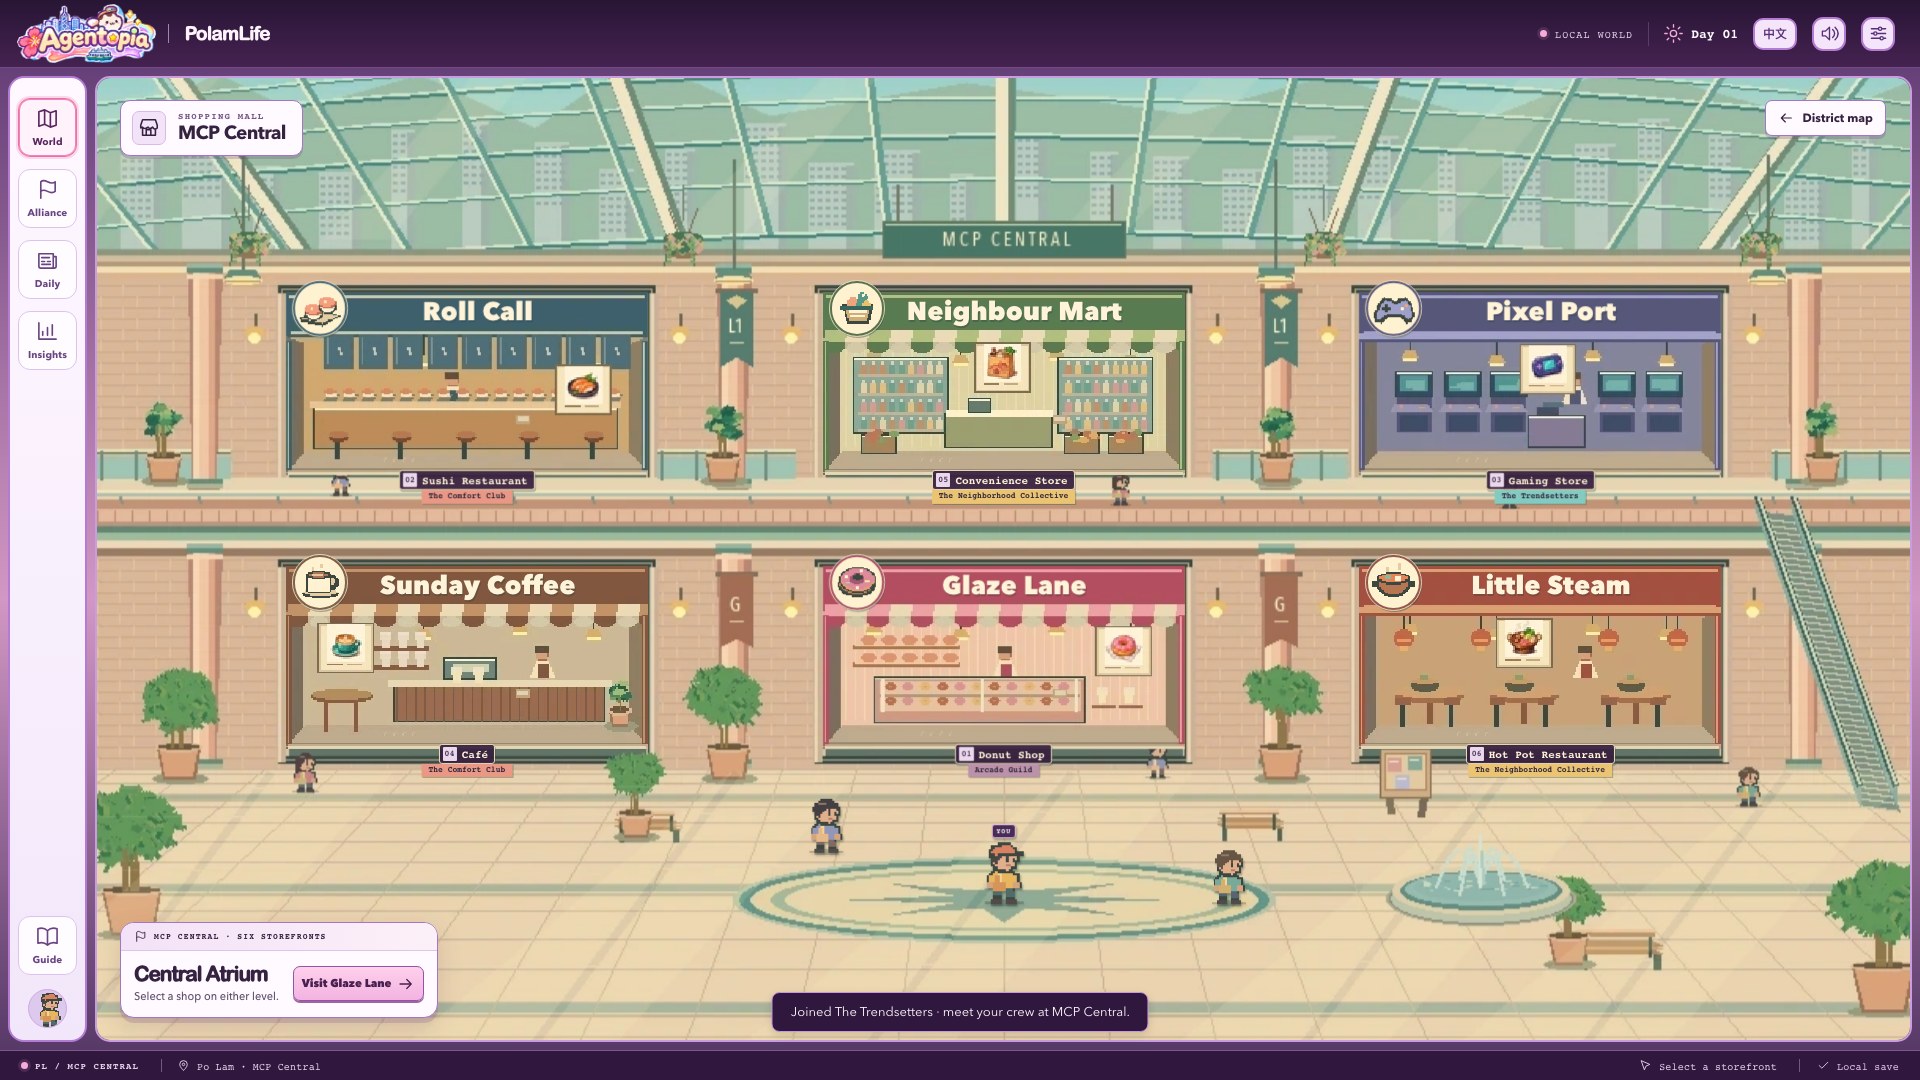 Agentopia
PolamLife
LOCAL WORLD
Day 01
中文
World
Alliance
Daily
Insights
Guide
SHOPPING MALL
MCP Central
District map
MCP CENTRAL
Roll Call
Neighbour Mart
Pixel Port
L1
L1
02 Sushi Restaurant
The Comfort Club
05 Convenience Store
The Neighborhood Collective
03 Gaming Store
The Trendsetters
Sunday Coffee
Glaze Lane
Little Steam
G
G
04 Café
The Comfort Club
01 Donut Shop
Arcade Guild
06 Hot Pot Restaurant
The Neighborhood Collective
YOU
MCP CENTRAL · SIX STOREFRONTS
Central Atrium
Select a shop on either level.
Visit Glaze Lane
Joined The Trendsetters · meet your crew at MCP Central.
PL / MCP CENTRAL
Po Lam · MCP Central
Select a storefront
Local save